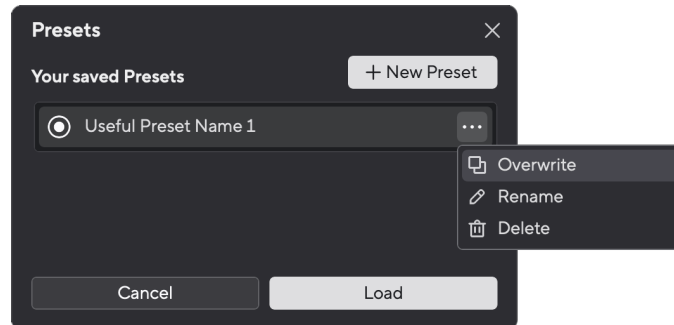 Presets
Your saved Presets
+ New Preset
Useful Preset Name 1
Overwrite
Rename
Delete
Cancel
Load